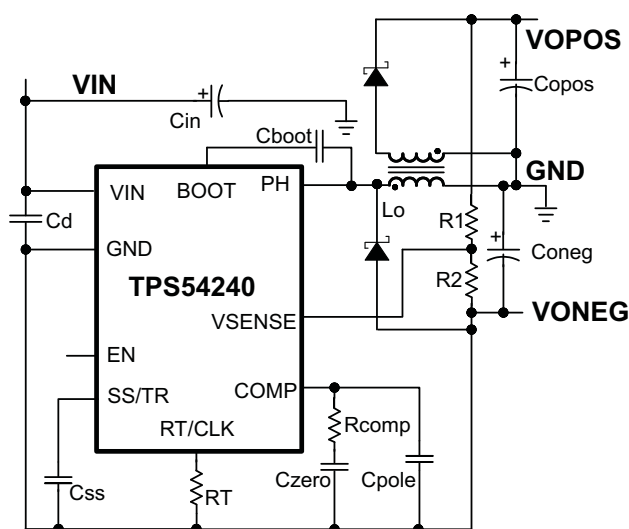 VOPOS
VIN
+
+
Copos
Cin
Cboot
GND
VIN
BOOT
PH
Lo
Cd
R1
+
GND
Coneg
TPS54240
R2
VSENSE
VONEG
EN
COMP
SS/TR
RT/CLK
Rcomp
Css
RT
Czero
Cpole